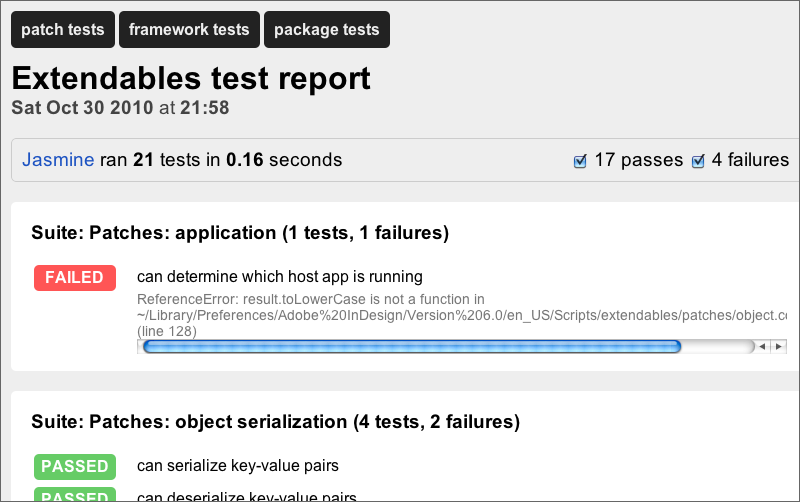 patch tests framework tests package tests
Extendables test report
Sat Oct 30 2010 at 21:58
Jasmine ran 21 tests in 0.16 seconds 17 passes 4 failures
Suite: Patches: application (1 tests, 1 failures)
FAILED can determine which host app is running
ReferenceError: result.toLowerCase is not a function in
~/Library/Preferences/Adobe%20InDesign/Version%206.0/en_US/Scripts/extendables/patches/object.co
(line 128)
Suite: Patches: object serialization (4 tests, 2 failures)
PASSED can serialize key-value pairs
PASSED can deserialize key-value pairs